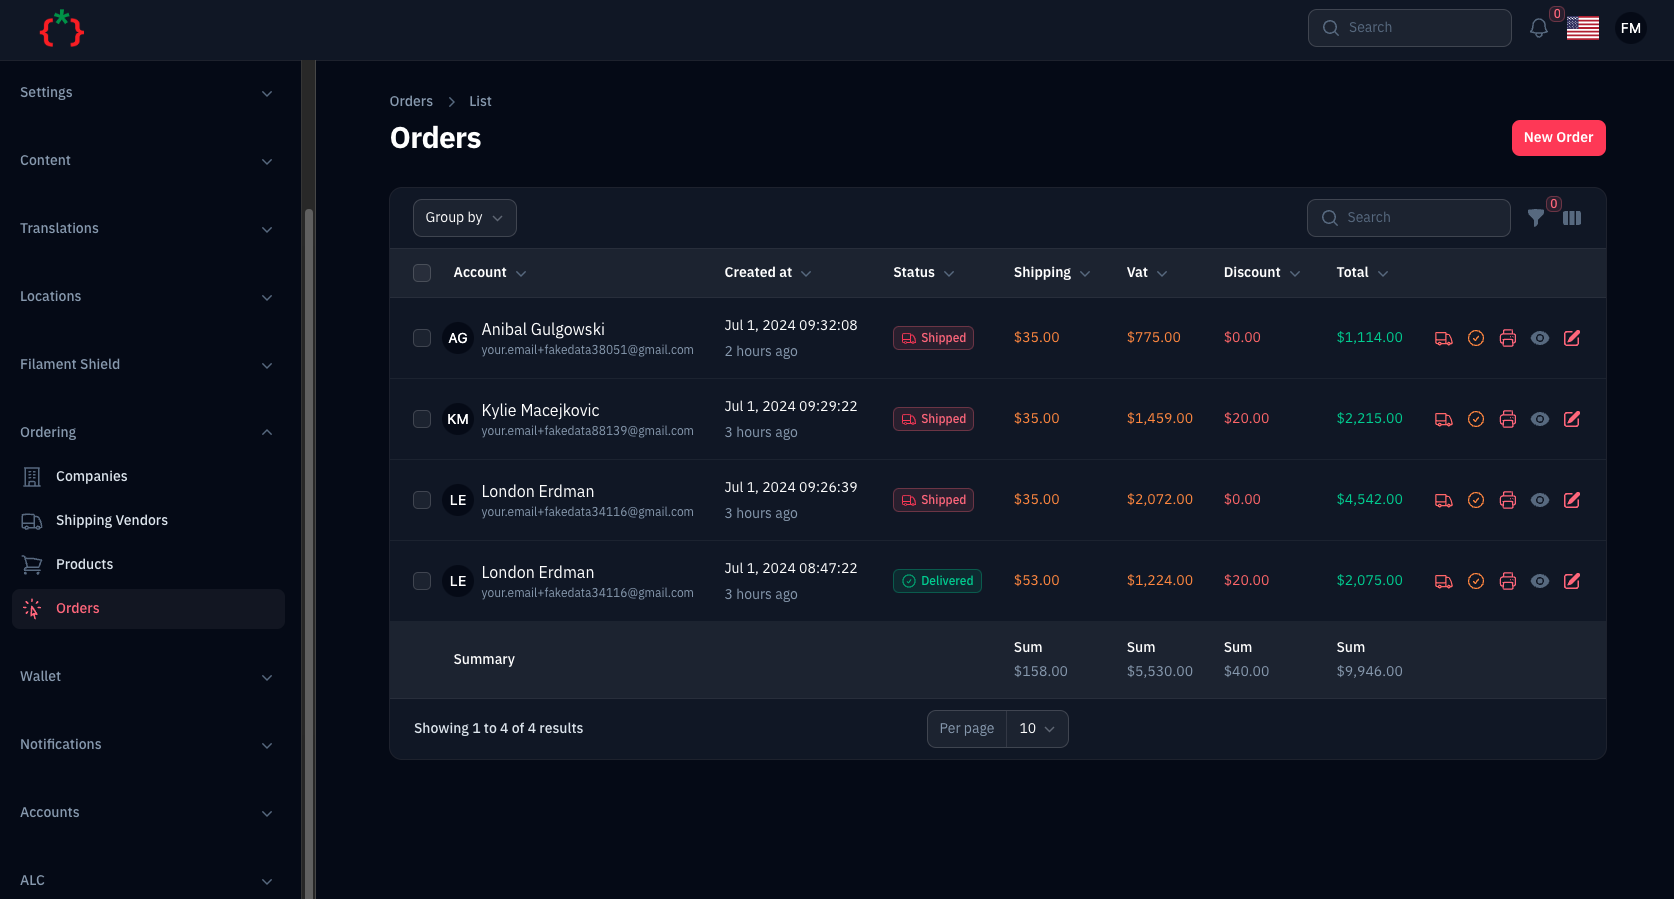 Search
0
FM
Settings
Content
Translations
Locations
Filament Shield
Ordering
Companies
Shipping Vendors
Products
Orders
Wallet
Notifications
Accounts
ALC
Orders > List
Orders
New Order
Group by
Search
0
Account Created at Status Shipping Vat Discount Total
AG Anibal Gulgowski Jul 1, 2024 09:32:08 Shipped $35.00 $775.00 $0.00 $1,114.00
your.email+fakedata38051@gmail.com 2 hours ago
KM Kylie Macejkovic Jul 1, 2024 09:29:22 Shipped $35.00 $1,459.00 $20.00 $2,215.00
your.email+fakedata88139@gmail.com 3 hours ago
LE London Erdman Jul 1, 2024 09:26:39 Shipped $35.00 $2,072.00 $0.00 $4,542.00
your.email+fakedata34116@gmail.com 3 hours ago
LE London Erdman Jul 1, 2024 08:47:22 Delivered $53.00 $1,224.00 $20.00 $2,075.00
your.email+fakedata34116@gmail.com 3 hours ago
Summary
Sum Sum Sum Sum
$158.00 $5,530.00 $40.00 $9,946.00
Showing 1 to 4 of 4 results
Per page 10